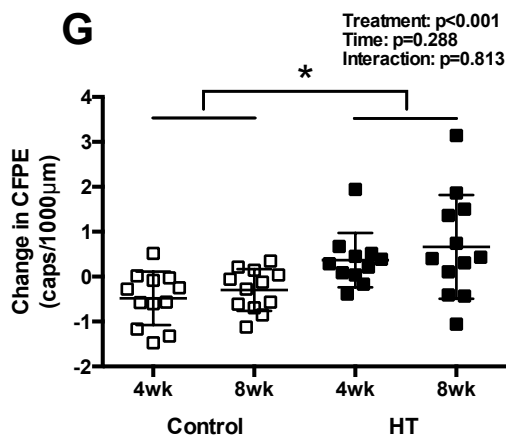 G
Treatment: p<0.001
Time: p=0.288
Interaction: p=0.813
*
Change in CFPE
(caps/1000µm)
4
3
2
1
0
-1
-2
4wk 8wk 4wk 8wk
Control HT